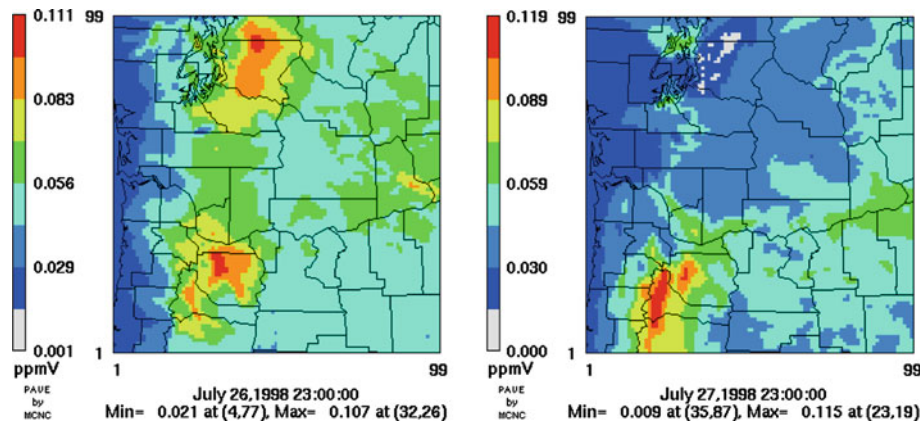 0.111
0.083
0.056
0.029
0.001
ppmV
PAVE
by
MCNC
99
1
1
99
July 26,1998 23:00:00
Min= 0.021 at (4,77), Max= 0.107 at (32,26)
0.119
0.089
0.059
0.030
0.000
ppmV
PAVE
by
MCNC
99
1
1
99
July 27,1998 23:00:00
Min= 0.009 at (35,87), Max= 0.115 at (23,19)